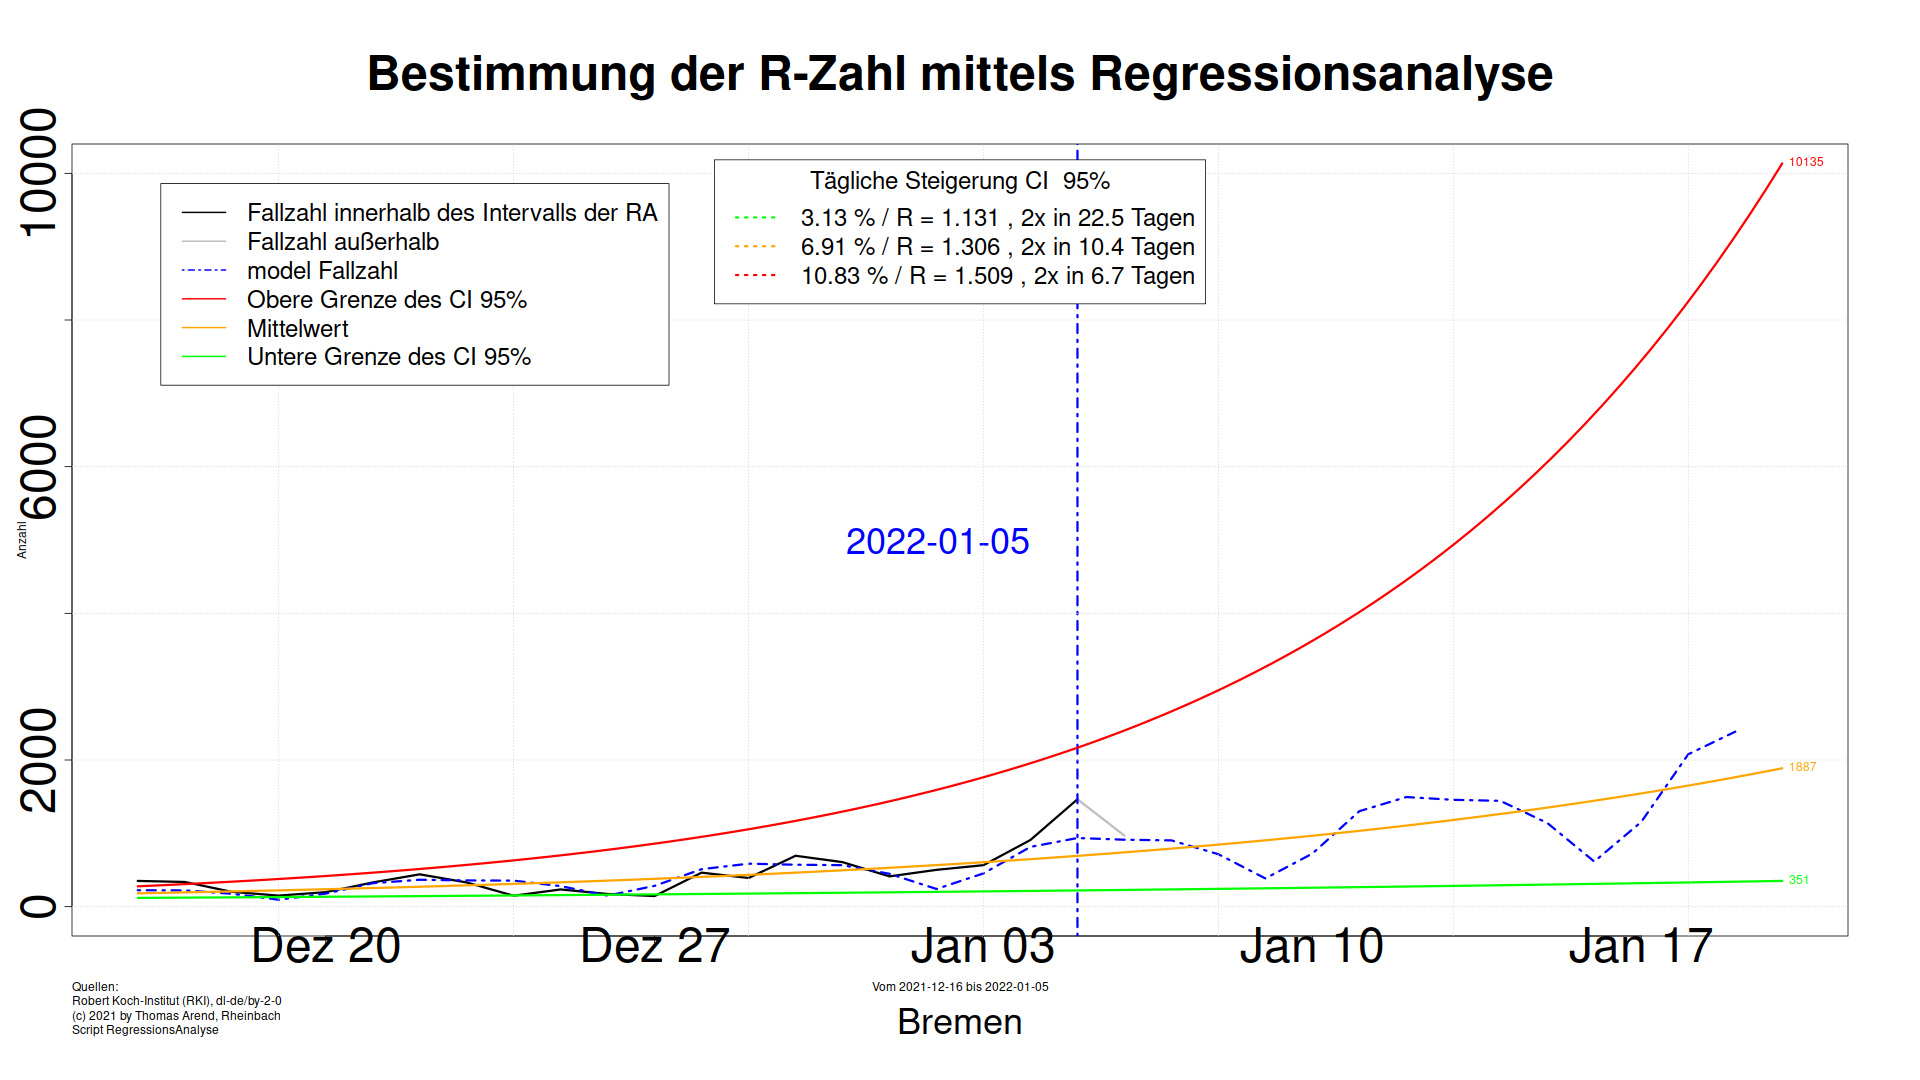 Bestimmung der R-Zahl mittels Regressionsanalyse
10000
6000
2000
0
Anzahl
Fallzahl innerhalb des Intervalls der RA
Fallzahl außerhalb
model Fallzahl
Obere Grenze des CI 95%
Mittelwert
Untere Grenze des CI 95%
Tägliche Steigerung CI  95%
3.13 % / R = 1.131 , 2x in 22.5 Tagen
6.91 % / R = 1.306 , 2x in 10.4 Tagen
10.83 % / R = 1.509 , 2x in 6.7 Tagen
2022-01-05
10135
1887
351
Dez 20
Dez 27
Jan 03
Jan 10
Jan 17
Quellen:
Robert Koch-Institut (RKI), dl-de/by-2-0
(c) 2021 by Thomas Arend, Rheinbach
Script RegressionsAnalyse
Vom 2021-12-16 bis 2022-01-05
Bremen